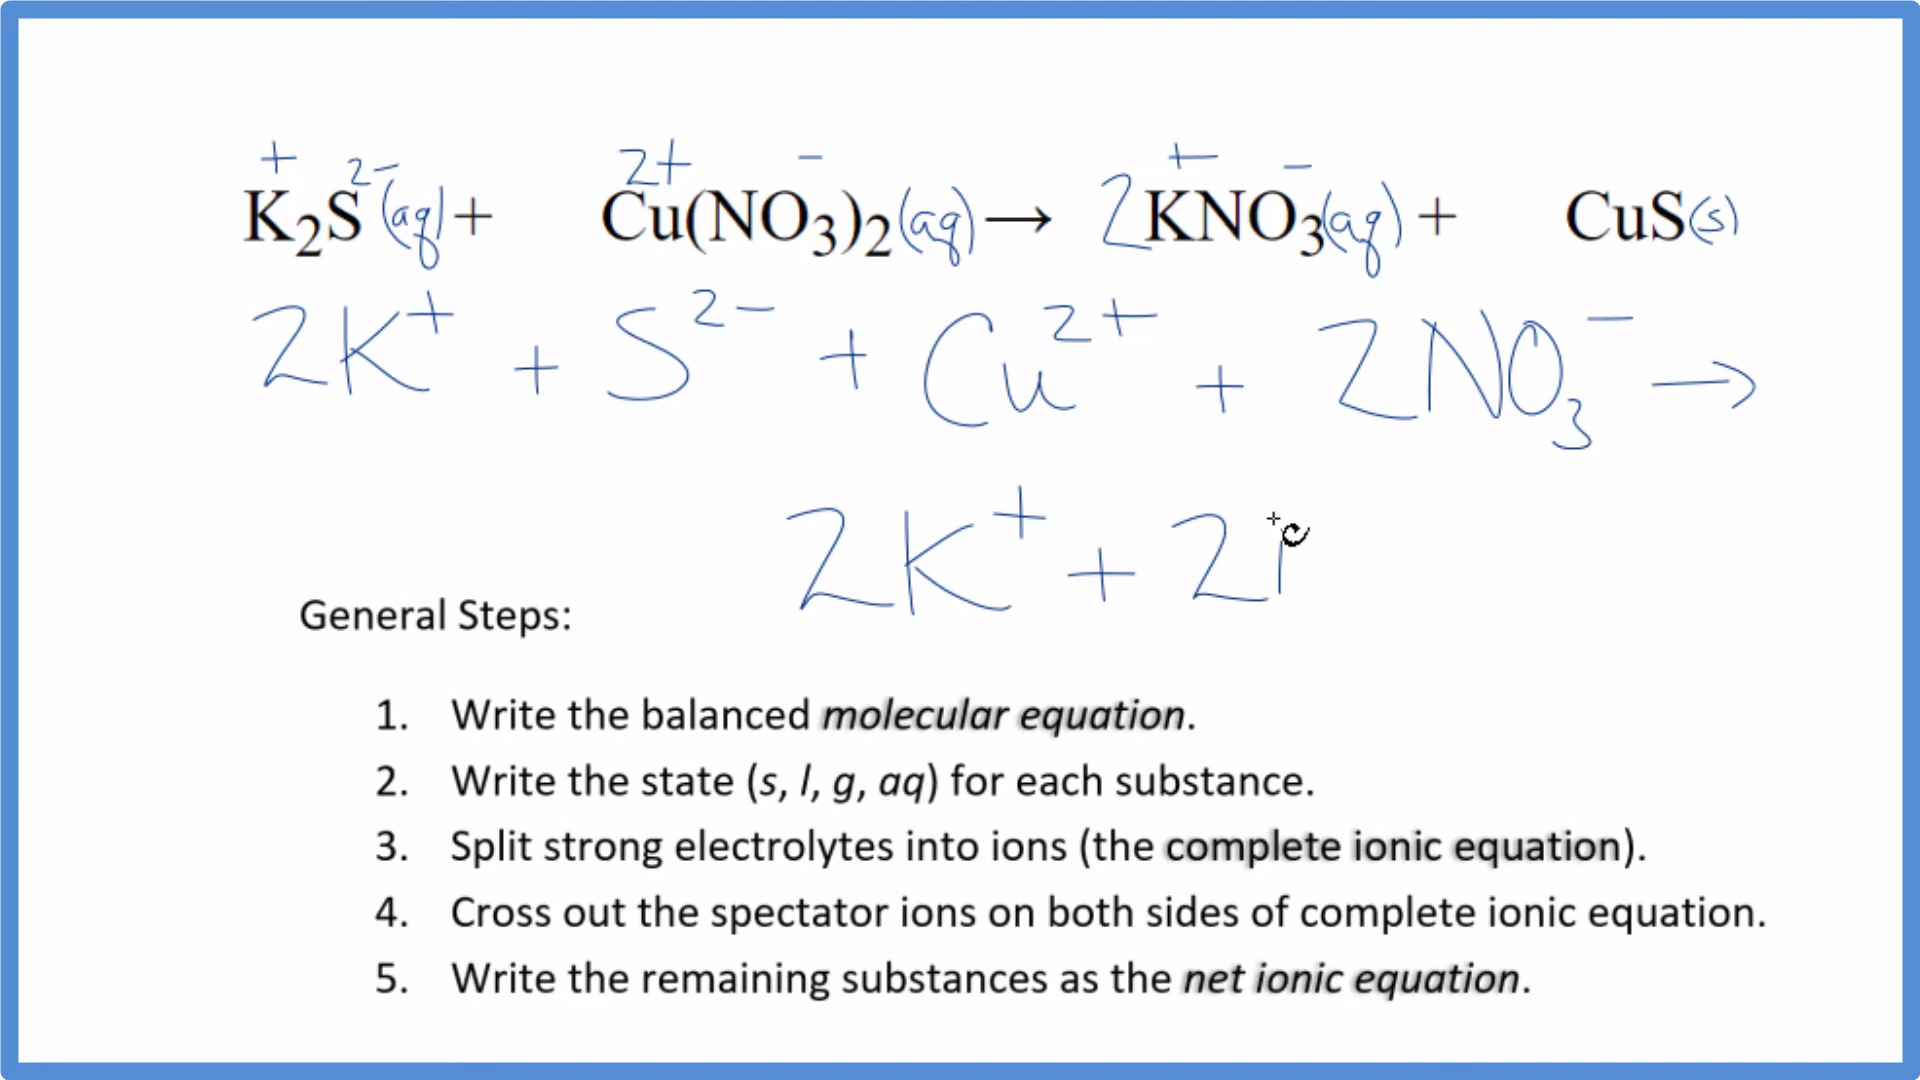 K₂S(aq) + Cu(NO₃)₂(aq) → 2KNO₃(aq) + CuS(s)
+ 2- 2+ - + -
2K⁺ + S²⁻ + Cu²⁺ + 2NO₃⁻ →
2K⁺ + 2
General Steps:
1. Write the balanced molecular equation.
2. Write the state (s, l, g, aq) for each substance.
3. Split strong electrolytes into ions (the complete ionic equation).
4. Cross out the spectator ions on both sides of complete ionic equation.
5. Write the remaining substances as the net ionic equation.